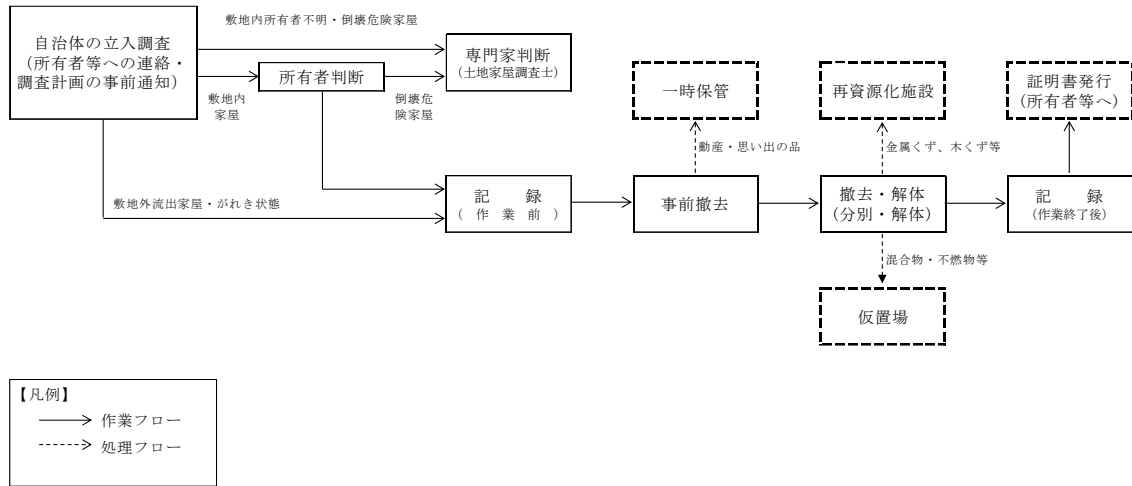 敷地内所有者不明・倒壊危険家屋
自治体の立入調査
(所有者等への連絡・
調査計画の事前通知)
敷地内
家屋
所有者判断
倒壊危
険家屋
専門家判断
(土地家屋調査士)
一時保管
再資源化施設
証明書発行
(所有者等へ)
動産・思い出の品
金属くず、木くず等
敷地外流出家屋・がれき状態
記　　録
(作業前)
事前撤去
撤去・解体
(分別・解体)
記　　録
(作業終了後)
混合物・不燃物等
仮置場
【凡例】
作業フロー
処理フロー